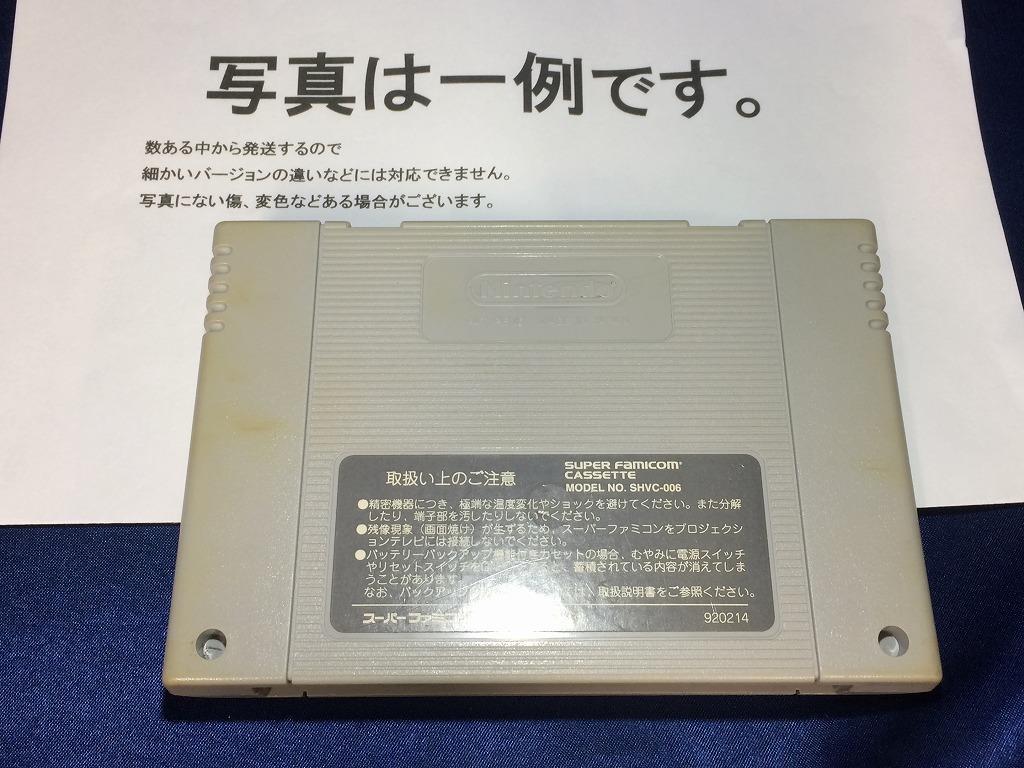 写真は一例です。
数ある中から発送するので
細かいバージョンの違いなどには対応できません。
写真にない傷、変色などある場合がございます。
Nintendo
取扱い上のご注意
SUPER FAMICOM
CASSETTE
MODEL NO. SHVC-006
●精密機器につき、極端な温度変化やショックを避けてください。また分解
したり、端子部を汚したりしないでください。
●残像現象（画面焼け）が生ずるため、スーパーファミコンをプロジェクシ
ョンテレビには接続しないでください。
●バッテリーバックアップ機能付きカセットの場合、むやみに電源スイッチ
やリセットスイッチを すると、蓄積されている内容が消えてしま
うことがあります。
なお、バックアップ は、取扱説明書をご参照ください。
スーパーファミコ
920214